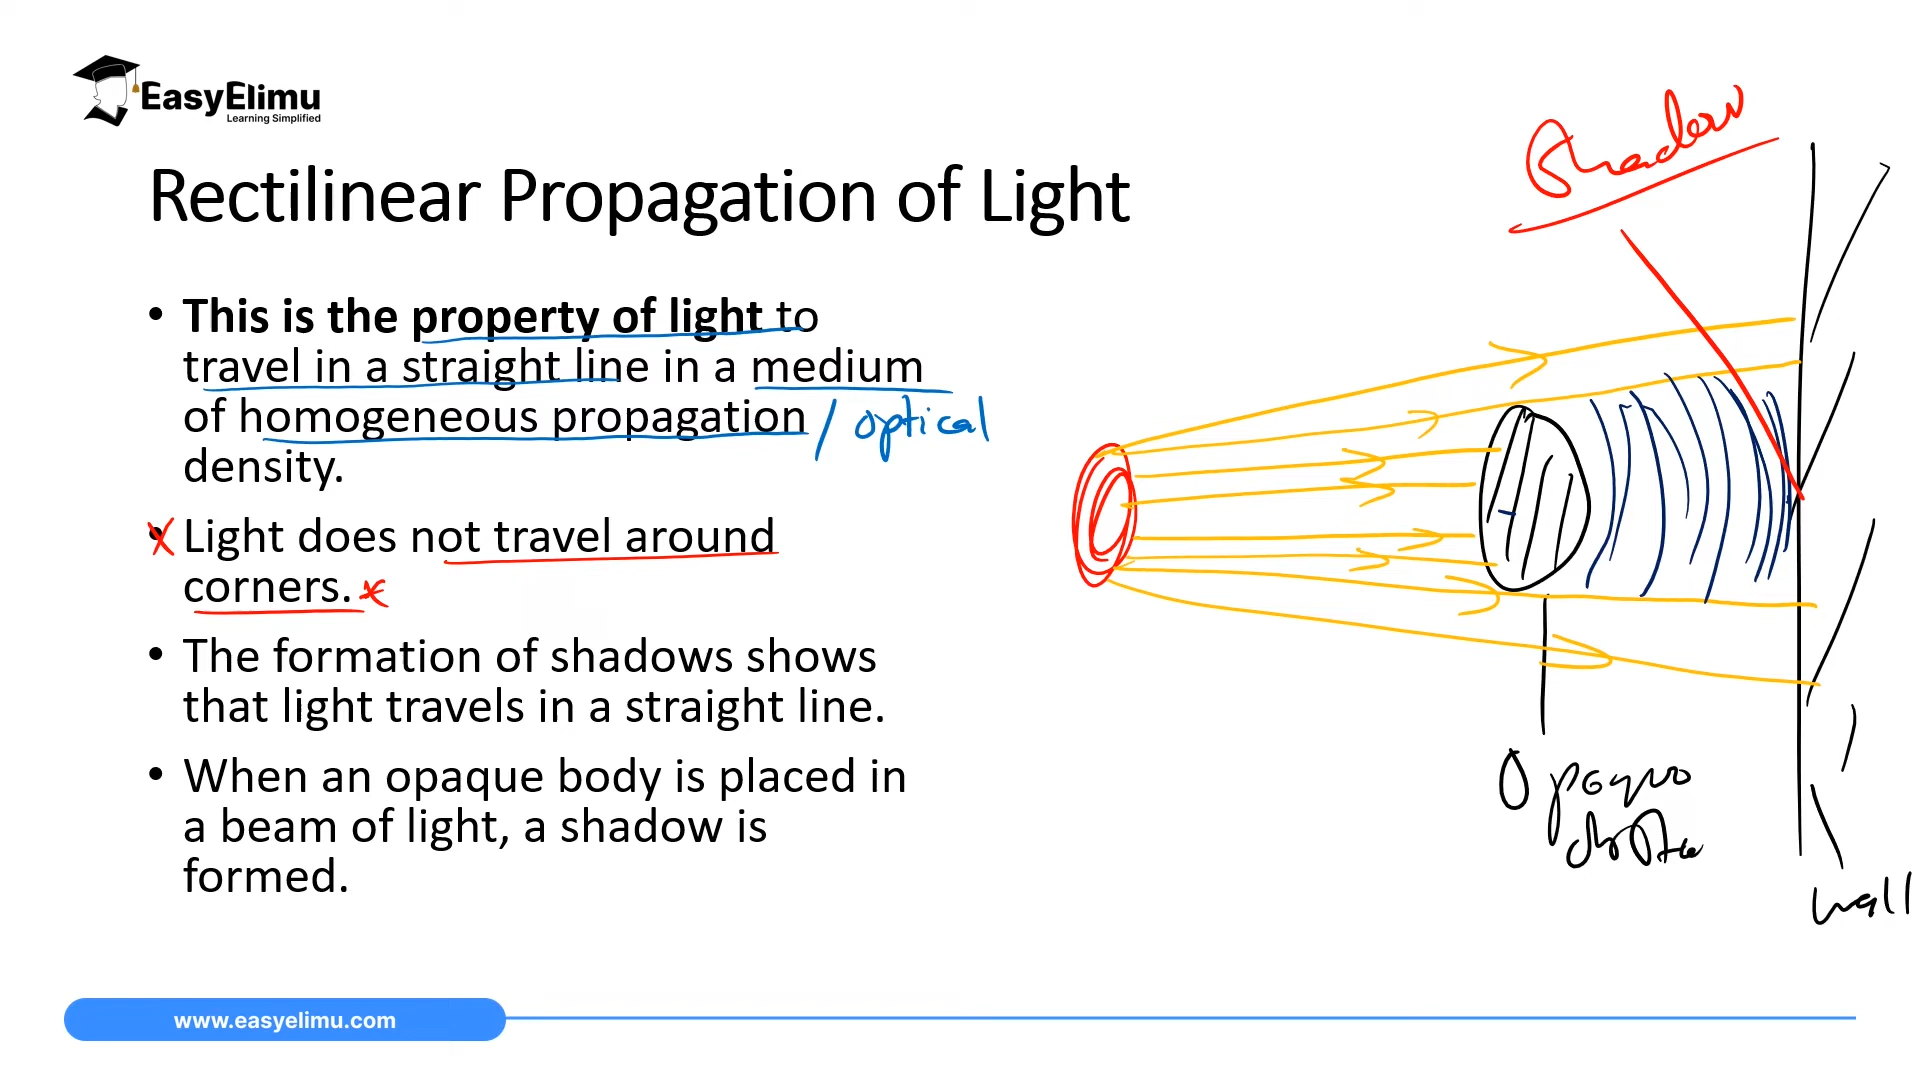 EasyElimu
Learning Simplified
Shadow
Rectilinear Propagation of Light
• This is the property of light to
travel in a straight line in a medium
of homogeneous propagation / optical
density.
• Light does not travel around
corners.
• The formation of shadows shows
that light travels in a straight line.
• When an opaque body is placed in
a beam of light, a shadow is
formed.
wall
www.easyelimu.com